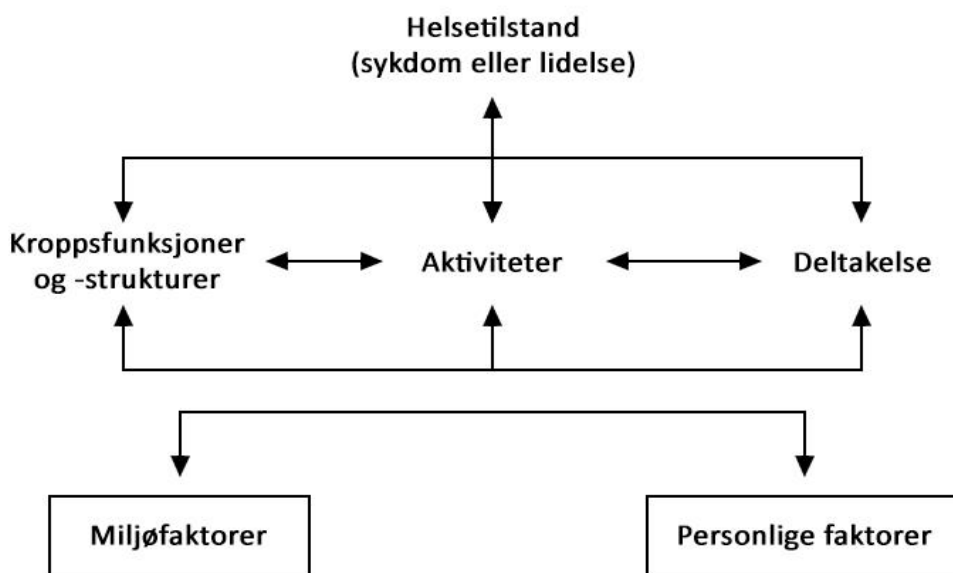 Helsetilstand
(sykdom eller lidelse)
Kroppsfunksjoner
og -strukturer
Aktiviteter
Deltakelse
Miljøfaktorer
Personlige faktorer